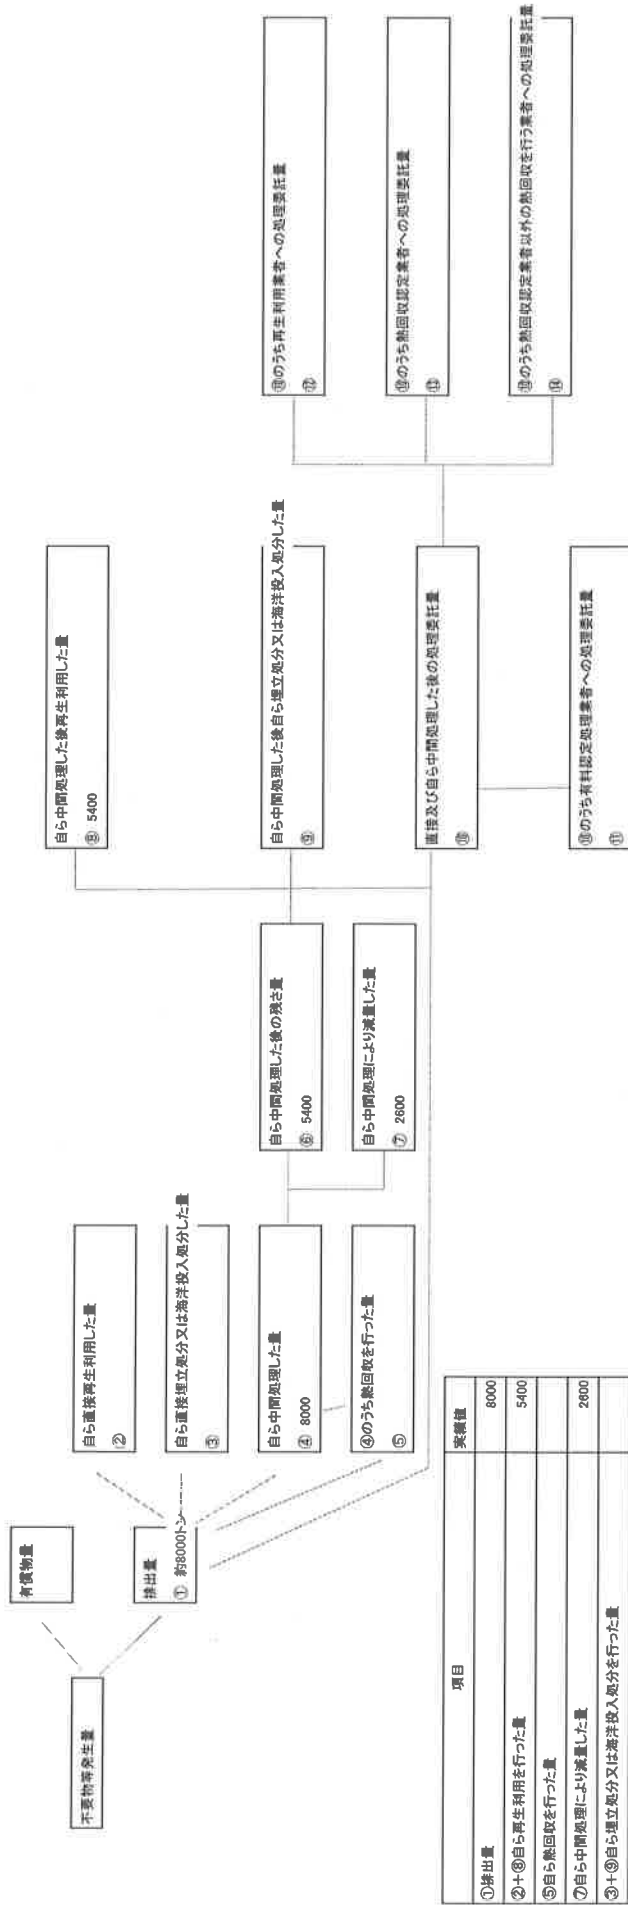 不要物等発生量
有償物量
排出量
① 約8000トン
自ら直接再生利用した量
②
自ら直接埋立処分又は海洋投入処分した量
③
自ら中間処理した量
④ 8000
④のうち熱回収を行った量
⑤
自ら中間処理した後の残さ量
⑥ 5400
自ら中間処理により減量した量
⑦ 2600
自ら中間処理した後再生利用した量
⑧ 5400
自ら中間処理した後自ら埋立処分又は海洋投入処分した量
⑨
直接及び自ら中間処理した後の処理委託量
⑩
⑩のうち有料認定処理業者への処理委託量
⑪
⑩のうち再生利用業者への処理委託量
⑫
⑩のうち熱回収認定業者への処理委託量
⑬
⑩のうち熱回収認定業者以外の熱回収を行う業者への処理委託量
⑭
項目 実績値
①排出量 8000
②+⑧自ら再生利用を行った量 5400
⑤自ら熱回収を行った量
⑦自ら中間処理により減量した量 2600
③+⑨自ら埋立処分又は海洋投入処分を行った量